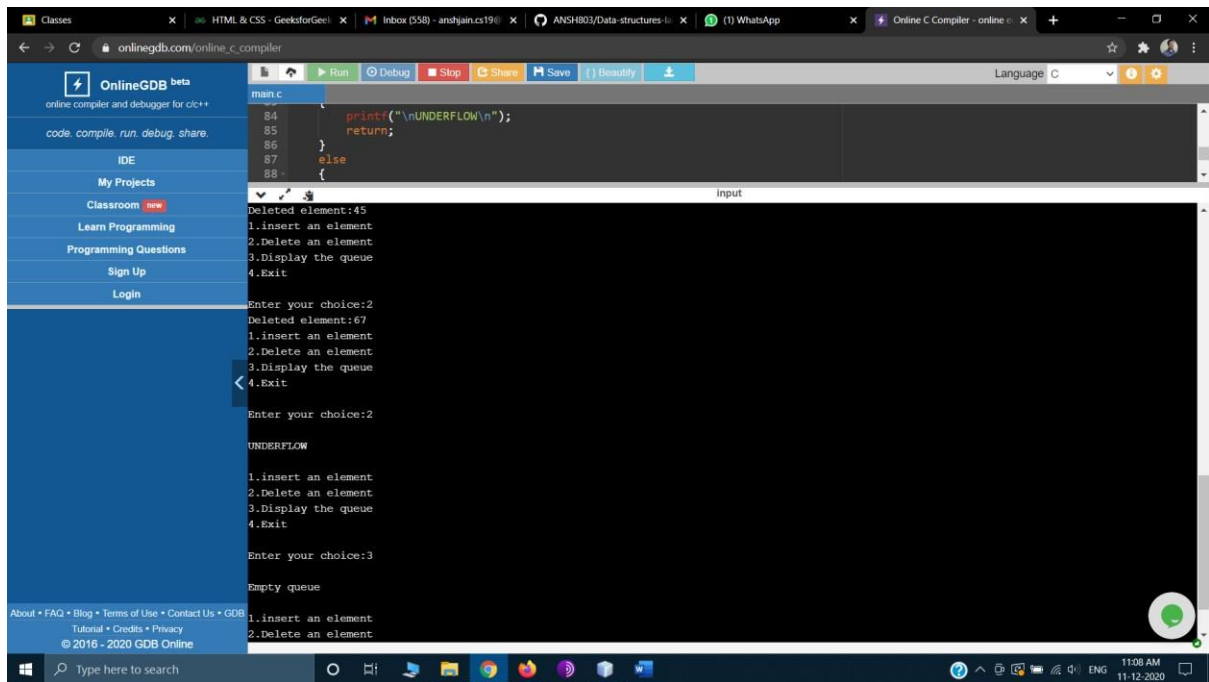 Classes
HTML & CSS - GeeksforGeek
Inbox (558) - anshjain.cs19@
ANSH803/Data-structures-la
(1) WhatsApp
Online C Compiler - online e
onlinegdb.com/online_c_compiler
OnlineGDB beta
online compiler and debugger for c/c++
code. compile. run. debug. share.
IDE
My Projects
Classroom new
Learn Programming
Programming Questions
Sign Up
Login
Run Debug Stop Share Save {} Beautify
Language C
main.c
83 {
84 printf("\nUNDERFLOW\n");
85 return;
86 }
87 else
88 {
input
Deleted element:45
1.insert an element
2.Delete an element
3.Display the queue
4.Exit
Enter your choice:2
Deleted element:67
1.insert an element
2.Delete an element
3.Display the queue
4.Exit
Enter your choice:2
UNDERFLOW
1.insert an element
2.Delete an element
3.Display the queue
4.Exit
Enter your choice:3
Empty queue
1.insert an element
2.Delete an element
About • FAQ • Blog • Terms of Use • Contact Us • GDB
Tutorial • Credits • Privacy
© 2016 - 2020 GDB Online
Type here to search
ENG
11:08 AM
11-12-2020